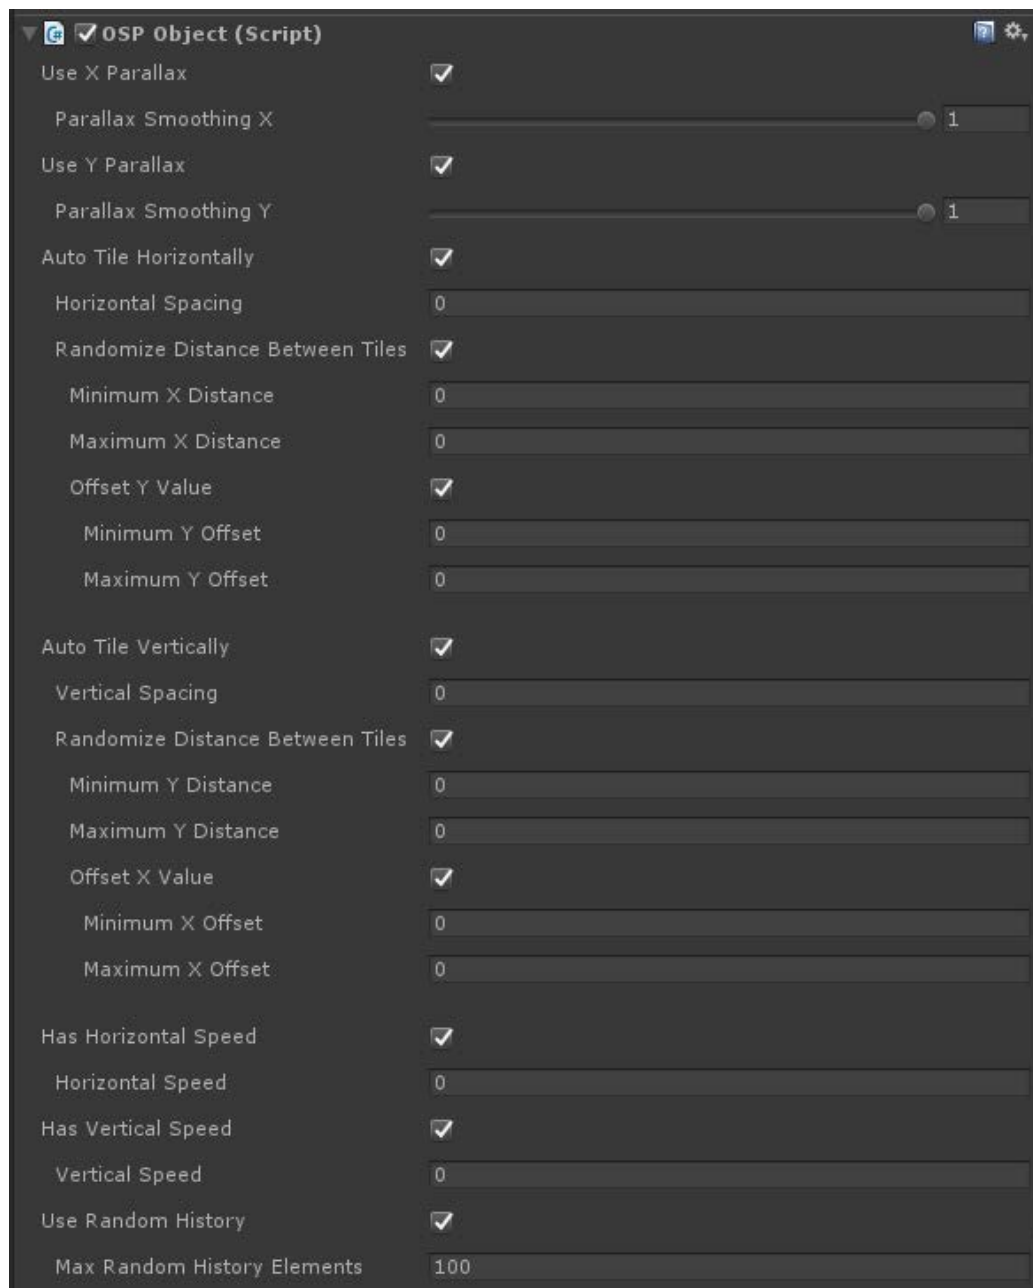 OSP Object (Script)
Use X Parallax
Parallax Smoothing X 1
Use Y Parallax
Parallax Smoothing Y 1
Auto Tile Horizontally
Horizontal Spacing 0
Randomize Distance Between Tiles
Minimum X Distance 0
Maximum X Distance 0
Offset Y Value
Minimum Y Offset 0
Maximum Y Offset 0
Auto Tile Vertically
Vertical Spacing 0
Randomize Distance Between Tiles
Minimum Y Distance 0
Maximum Y Distance 0
Offset X Value
Minimum X Offset 0
Maximum X Offset 0
Has Horizontal Speed
Horizontal Speed 0
Has Vertical Speed
Vertical Speed 0
Use Random History
Max Random History Elements 100